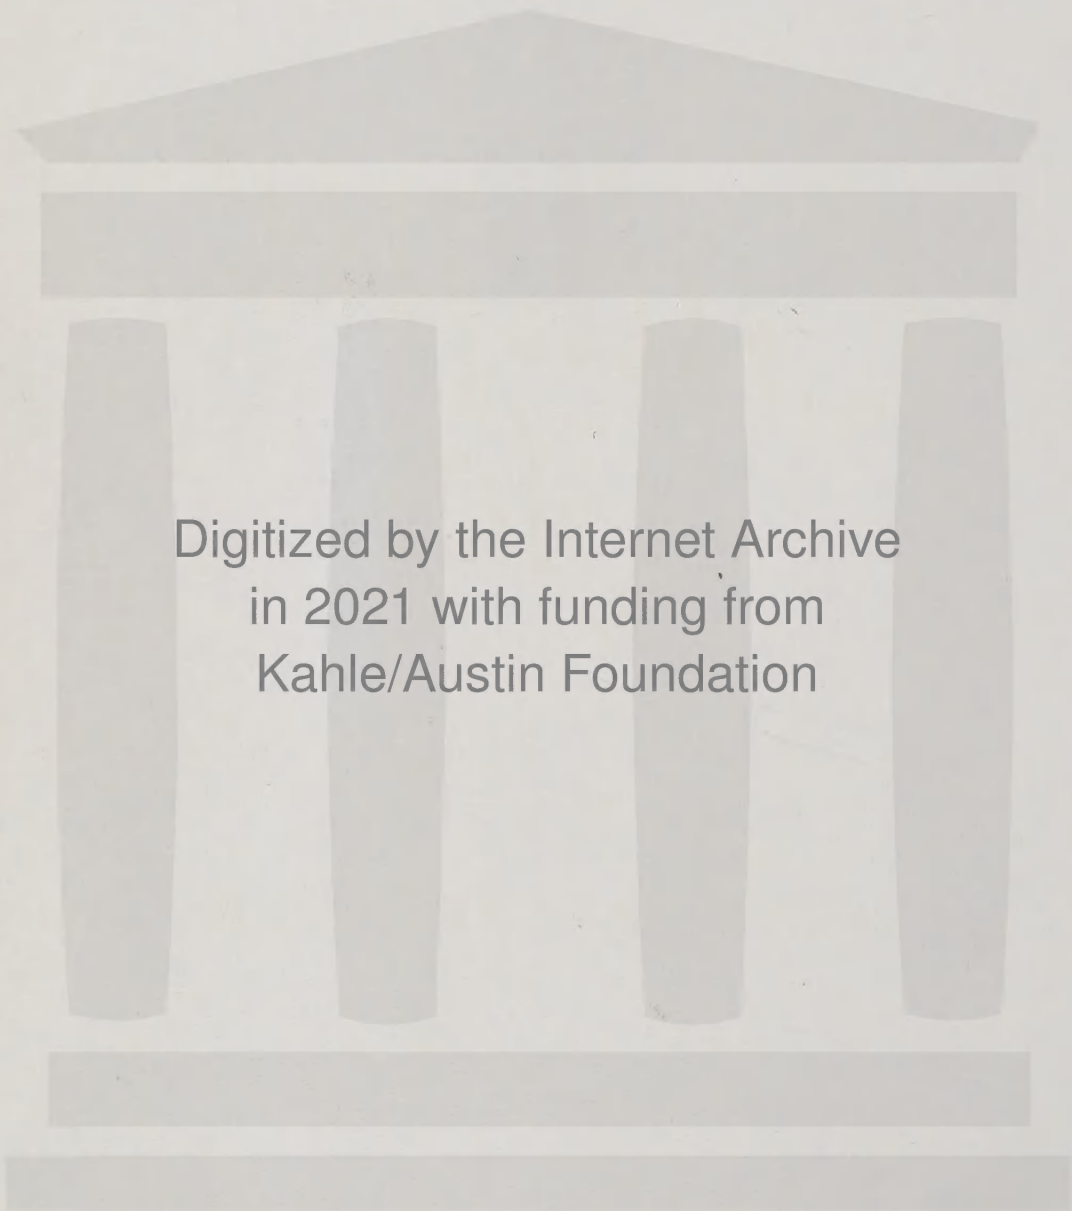 Digitized by the Internet Archive
in 2021 with funding from
Kahle/Austin Foundation